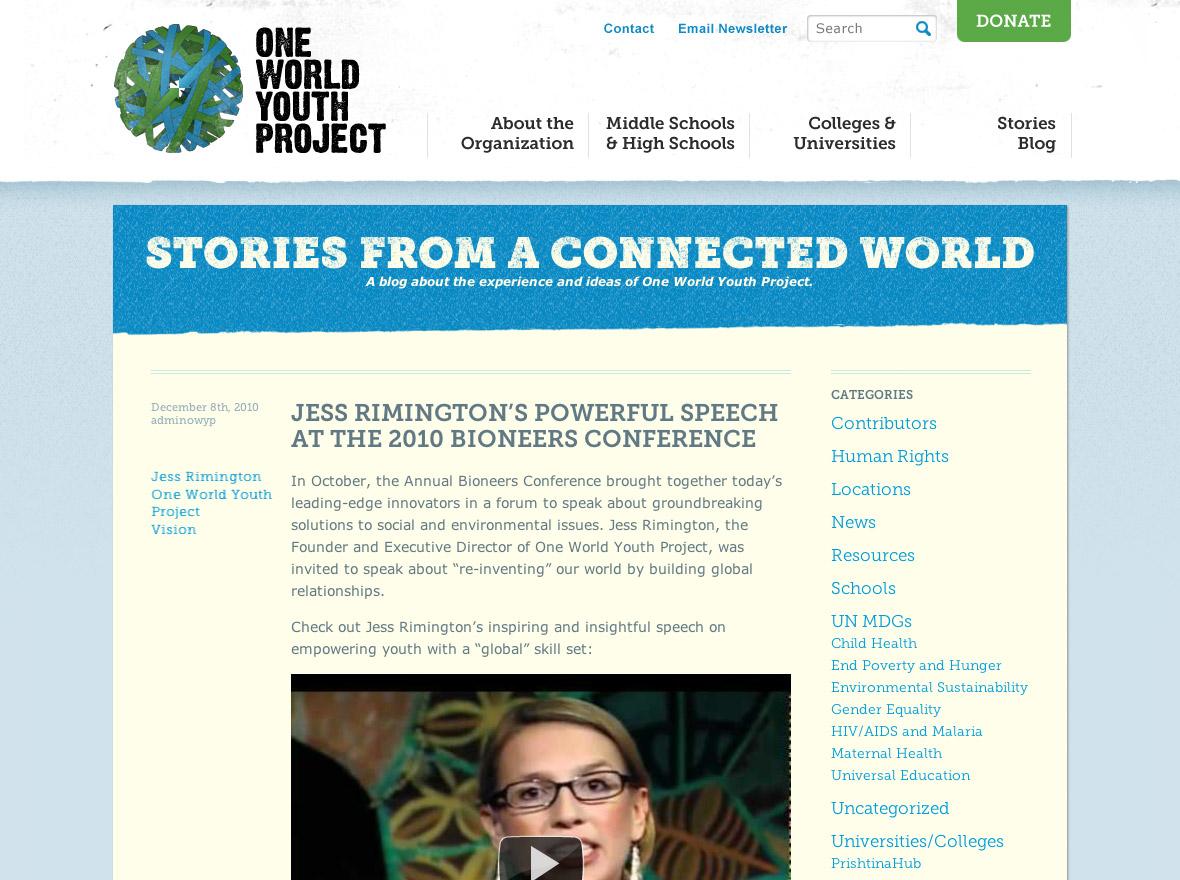 ONE
WORLD
YOUTH
PROJECT
Contact
Email Newsletter
Search
DONATE
About the
Organization
Middle Schools
& High Schools
Colleges &
Universities
Stories
Blog
STORIES FROM A CONNECTED WORLD
A blog about the experience and ideas of One World Youth Project.
December 8th, 2010
adminowyp
Jess Rimington
One World Youth
Project
Vision
JESS RIMINGTON’S POWERFUL SPEECH
AT THE 2010 BIONEERS CONFERENCE
In October, the Annual Bioneers Conference brought together today’s
leading-edge innovators in a forum to speak about groundbreaking
solutions to social and environmental issues. Jess Rimington, the
Founder and Executive Director of One World Youth Project, was
invited to speak about “re-inventing” our world by building global
relationships.
Check out Jess Rimington’s inspiring and insightful speech on
empowering youth with a “global” skill set:
CATEGORIES
Contributors
Human Rights
Locations
News
Resources
Schools
UN MDGs
Child Health
End Poverty and Hunger
Environmental Sustainability
Gender Equality
HIV/AIDS and Malaria
Maternal Health
Universal Education
Uncategorized
Universities/Colleges
PrishtinaHub